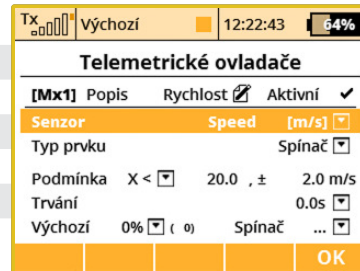 Tx Výchozí 12:22:43 64%
Telemetrické ovladače
[Mx1] Popis Rychlost Aktivní ✔
Senzor Speed [m/s]
Typ prvku Spínač
Podmínka X < 20.0 , ± 2.0 m/s
Trvání 0.0s
Výchozí 0% ( 0) Spínač ...
OK